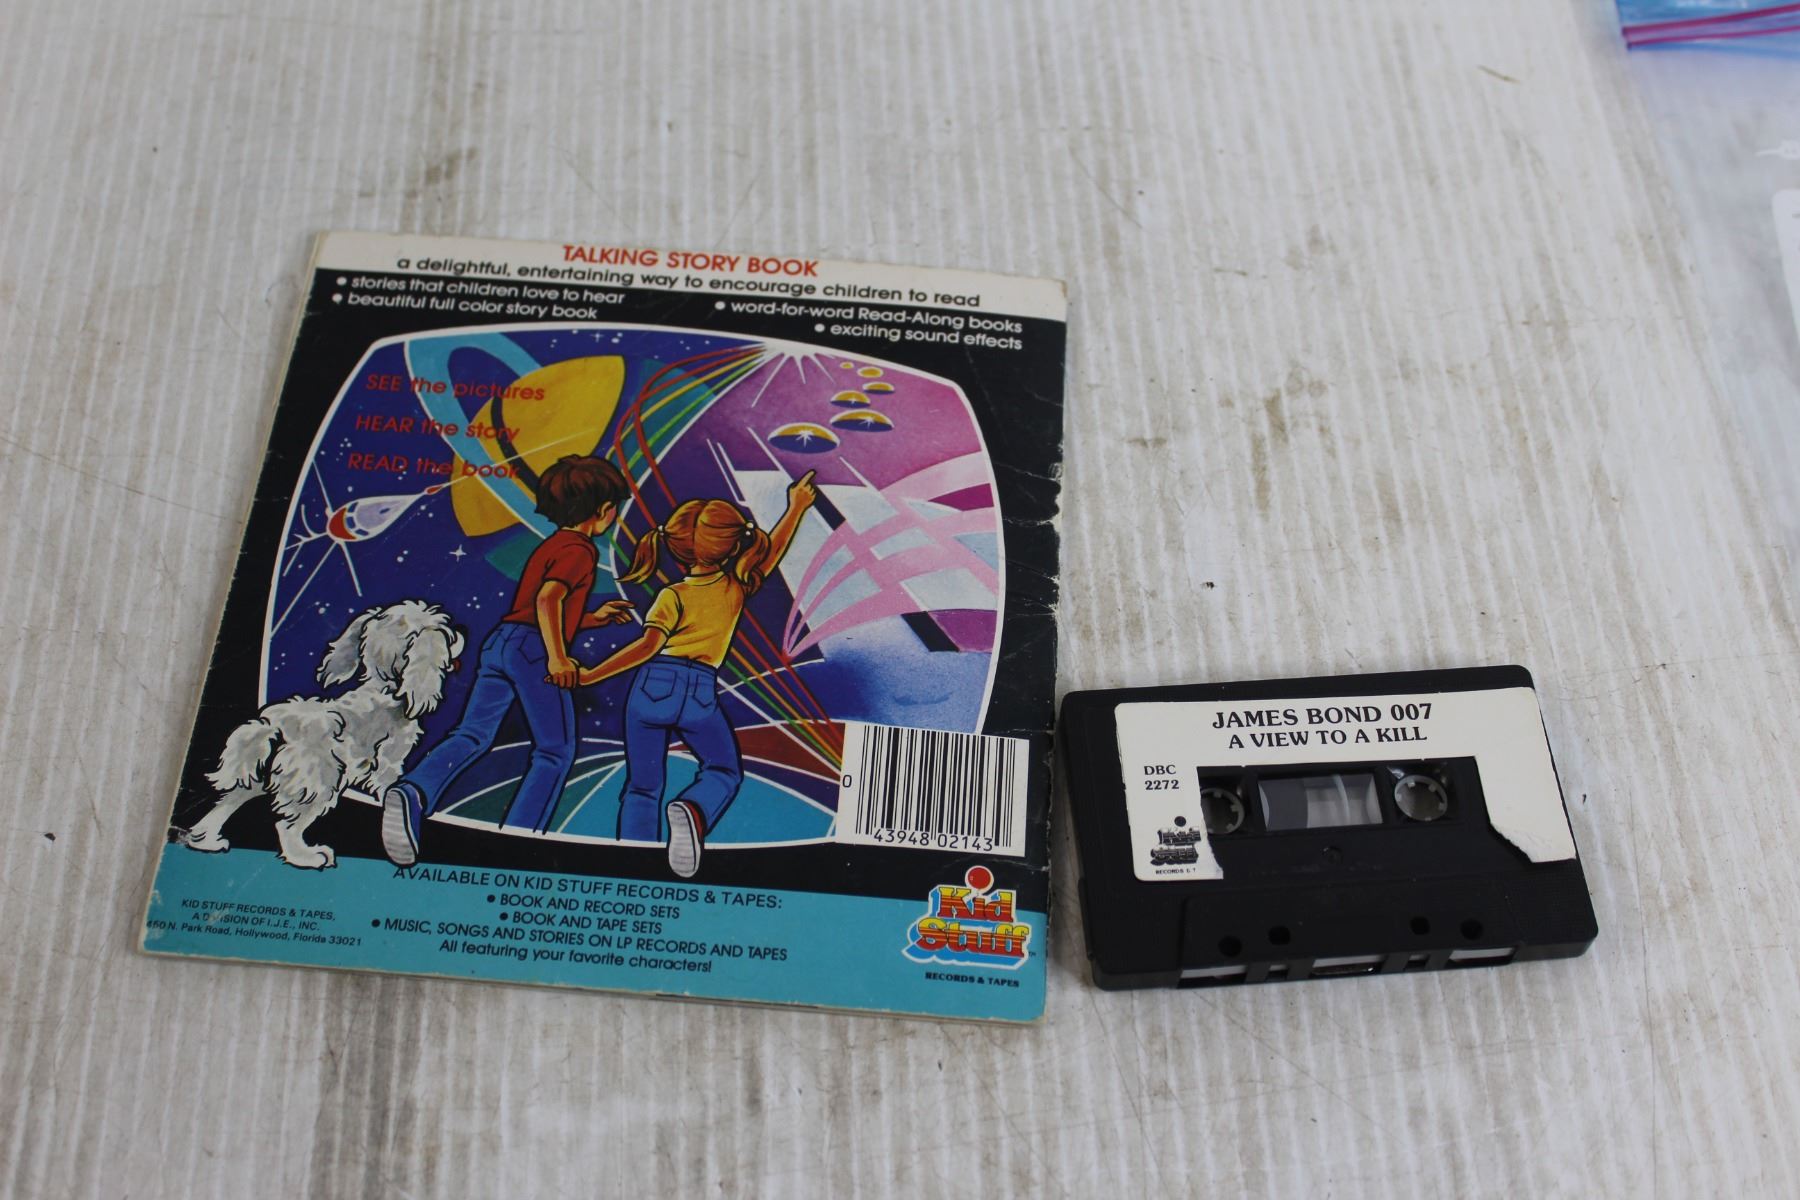 TALKING STORY BOOK
a delightful, entertaining way to encourage children to read
• stories that children love to hear
• beautiful full color story book
• word-for-word Read-Along books
• exciting sound effects
SEE the pictures
HEAR the story
READ the book
0
43948 02143
AVAILABLE ON KID STUFF RECORDS & TAPES:
• BOOK AND RECORD SETS
• BOOK AND TAPE SETS
• MUSIC, SONGS AND STORIES ON LP RECORDS AND TAPES
All featuring your favorite characters!
KID STUFF RECORDS & TAPES,
A DIVISION OF I.J.E., INC.
450 N. Park Road, Hollywood, Florida 33021
Kid
Stuff
TM
RECORDS & TAPES
JAMES BOND 007
A VIEW TO A KILL
DBC
2272
RECORDS & T